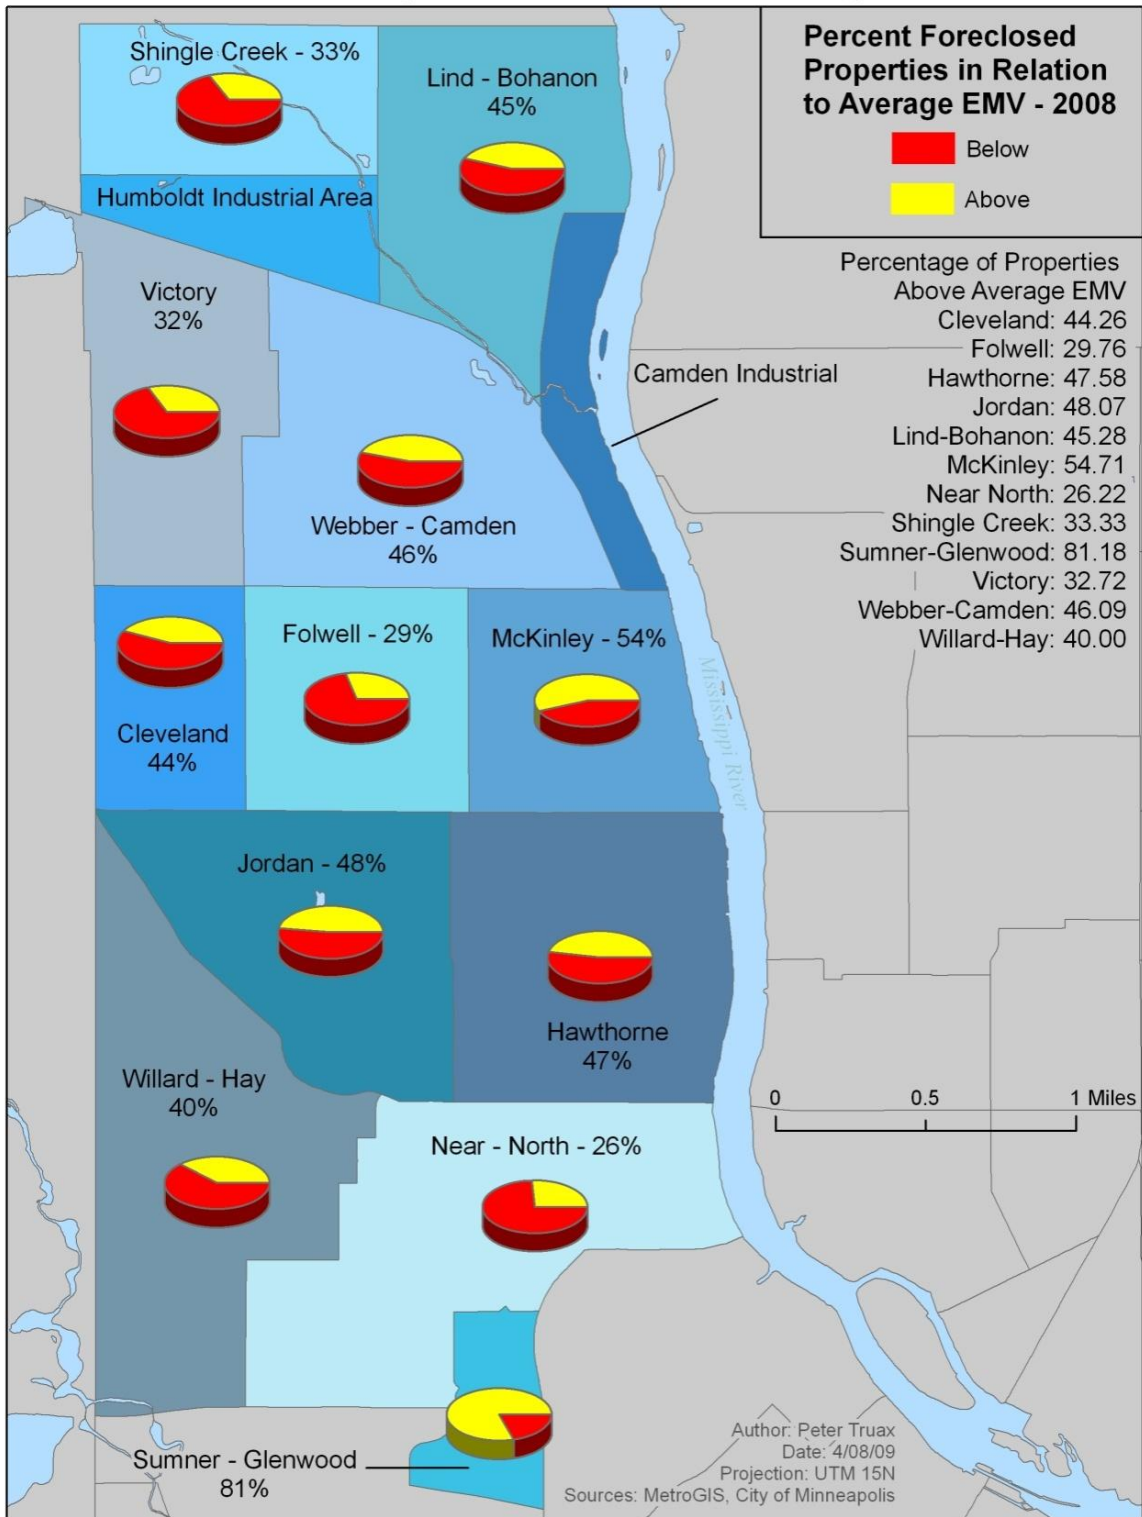 Percent Foreclosed
Properties in Relation
to Average EMV - 2008
Below
Above
Percentage of Properties
Above Average EMV
Cleveland: 44.26
Folwell: 29.76
Hawthorne: 47.58
Jordan: 48.07
Lind-Bohanon: 45.28
McKinley: 54.71
Near North: 26.22
Shingle Creek: 33.33
Sumner-Glenwood: 81.18
Victory: 32.72
Webber-Camden: 46.09
Willard-Hay: 40.00
Shingle Creek - 33%
Lind - Bohanon
45%
Humboldt Industrial Area
Victory
32%
Camden Industrial
Webber - Camden
46%
Folwell - 29%
McKinley - 54%
Cleveland
44%
Mississippi River
Jordan - 48%
Hawthorne
47%
Willard - Hay
40%
Near - North - 26%
0 0.5 1 Miles
Sumner - Glenwood
81%
Author: Peter Truax
Date: 4/08/09
Projection: UTM 15N
Sources: MetroGIS, City of Minneapolis